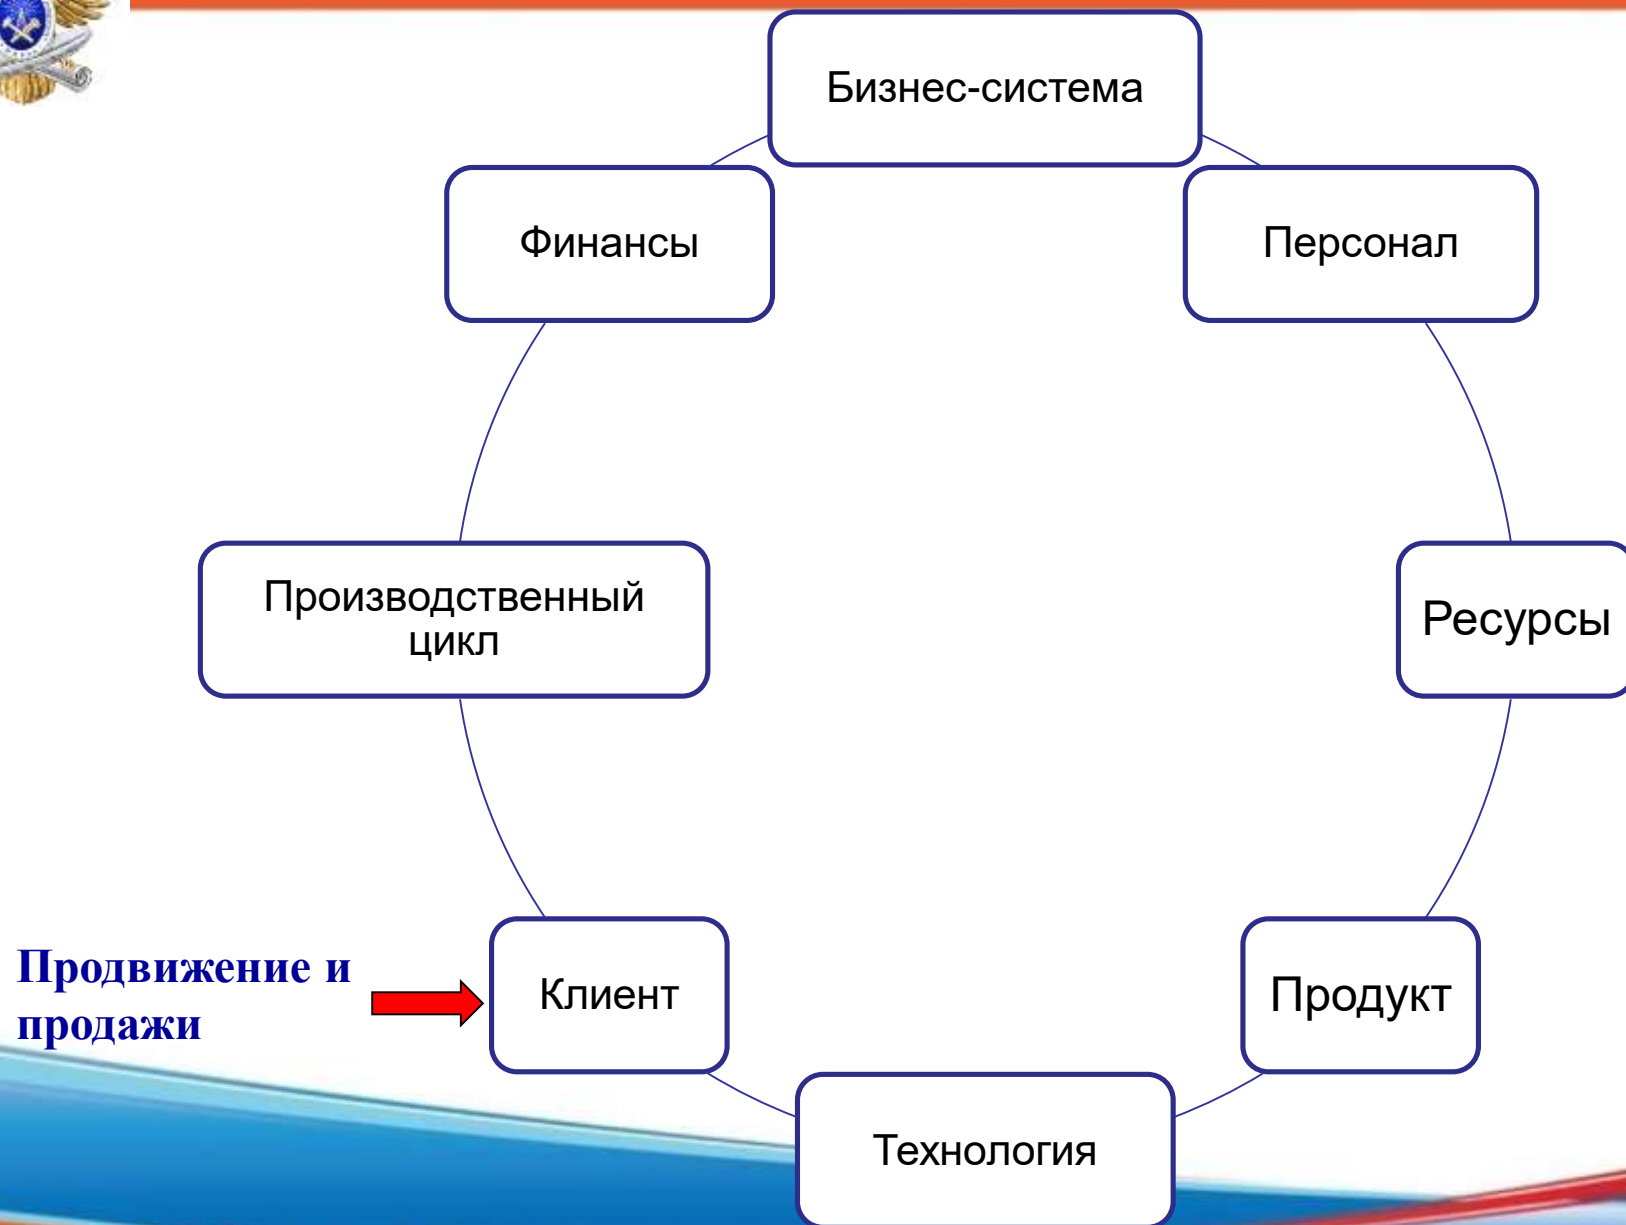 Бизнес-система
Финансы
Персонал
Производственный
цикл
Ресурсы
Продвижение и
продажи
Клиент
Продукт
Технология